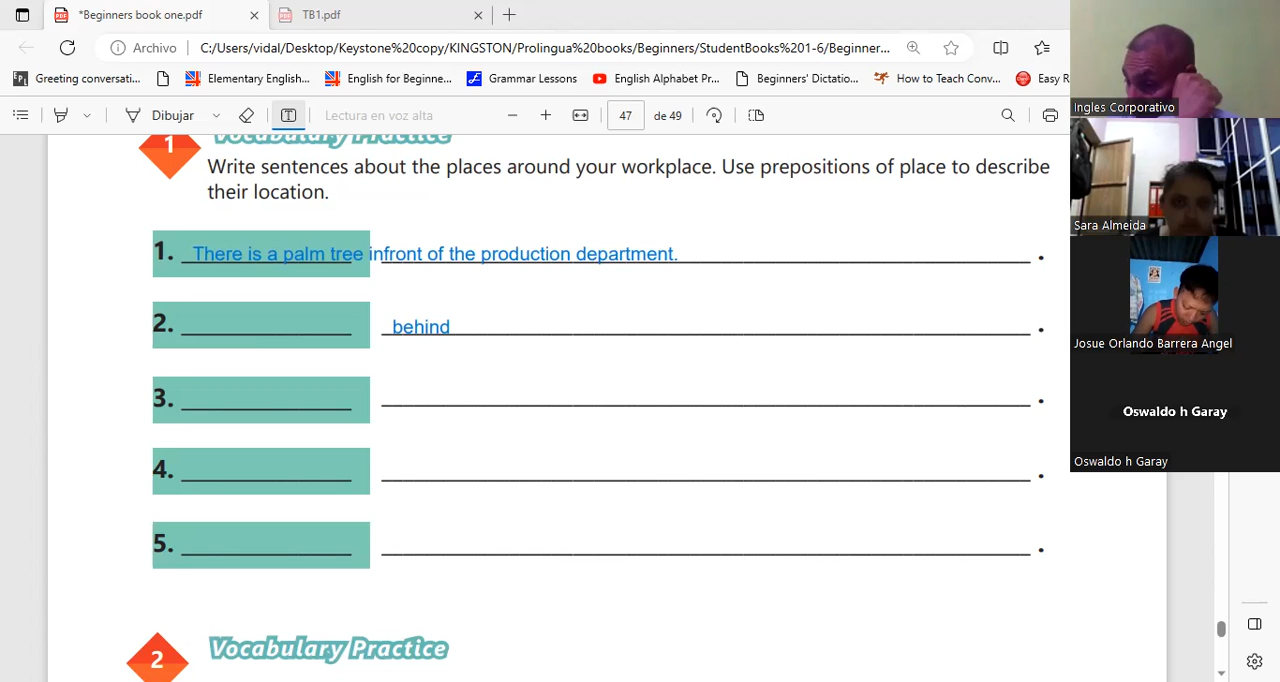 *Beginners book one.pdf
TB1.pdf
Archivo
C:/Users/vidal/Desktop/Keystone%20copy/KINGSTON/Prolingua%20books/Beginners/StudentBooks%201-6/Beginner...
Greeting conversati...
Elementary English...
English for Beginne...
Grammar Lessons
English Alphabet Pr...
Beginners' Dictatio...
How to Teach Conv...
Easy R
Dibujar
Lectura en voz alta
47
de 49
1
Vocabulary Practice
Write sentences about the places around your workplace. Use prepositions of place to describe
their location.
1. There is a palm tree infront of the production department. .
2. behind .
3. .
4. .
5. .
2
Vocabulary Practice
Ingles Corporativo
Sara Almeida
Josue Orlando Barrera Angel
Oswaldo h Garay
Oswaldo h Garay